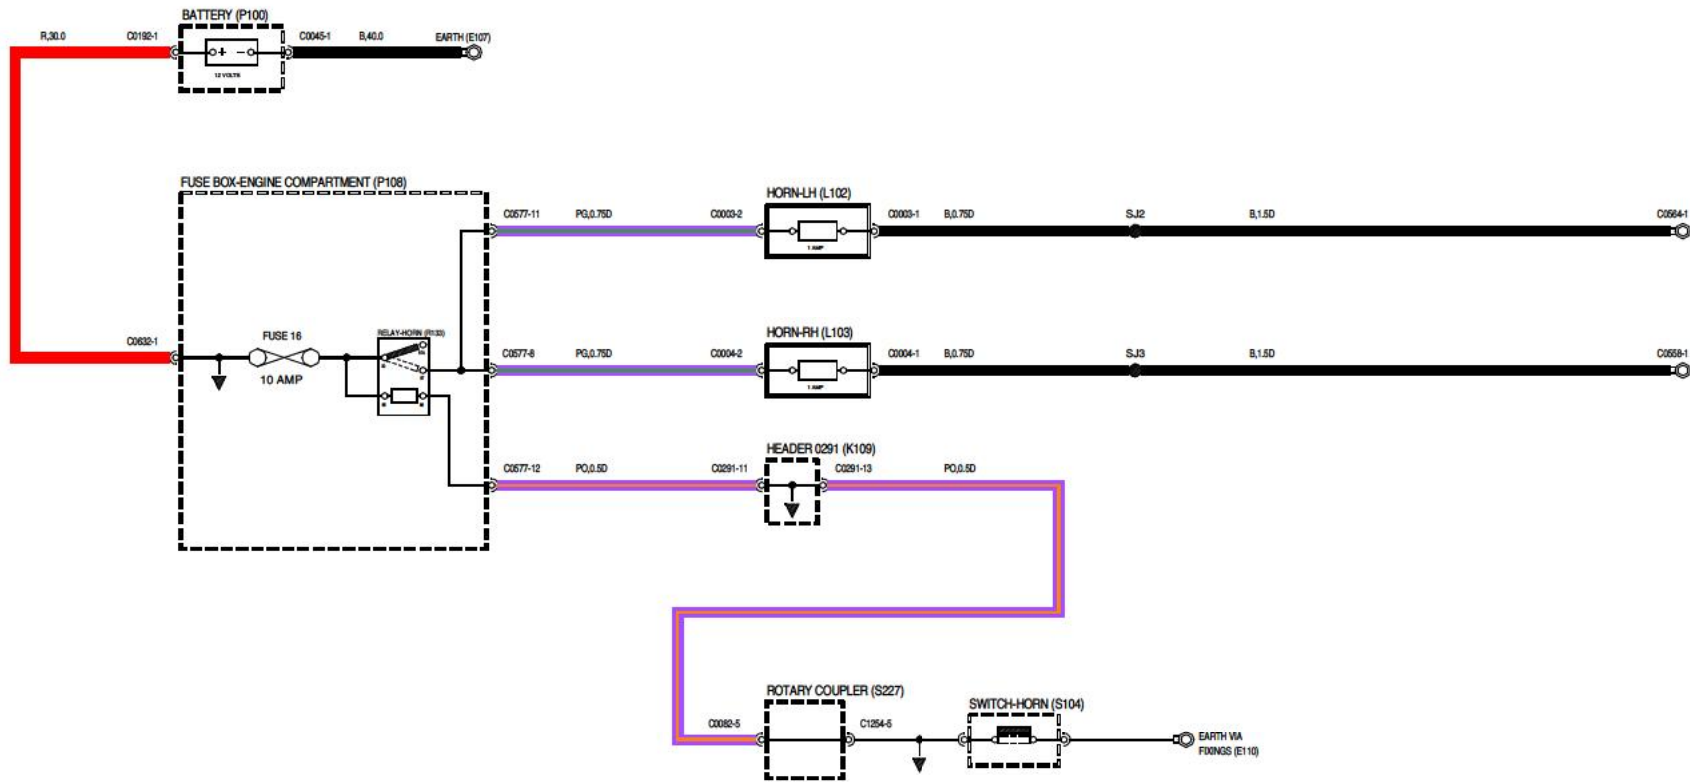 BATTERY (P100)
R,30.0
C0192-1
C0045-1
B,40.0
EARTH (E107)
+ -
12 VOLTS
FUSE BOX-ENGINE COMPARTMENT (P108)
HORN-LH (L102)
C0577-11
PG,0.75D
C0003-2
C0003-1
B,0.75D
SJ2
B,1.5D
C0564-1
1 AMP
C0632-1
FUSE 16
10 AMP
RELAY-HORN (R133)
HORN-RH (L103)
C0577-8
PG,0.75D
C0004-2
C0004-1
B,0.75D
SJ3
B,1.5D
C0558-1
1 AMP
HEADER 0291 (K109)
C0577-12
PO,0.5D
C0291-11
C0291-13
PO,0.5D
ROTARY COUPLER (S227)
C0082-5
C1254-5
SWITCH-HORN (S104)
EARTH VIA
FIXINGS (E110)